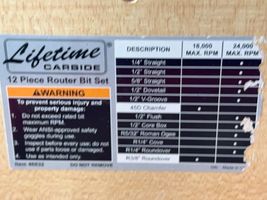 Lifetime
CARBIDE
12 Piece Router Bit Set
WARNING
To prevent serious injury and
property damage:
1. Do not exceed rated bit
maximum RPM.
2. Wear ANSI-approved safety
goggles during use.
3. Inspect before every use; do not
use if parts loose or damaged.
4. Use as intended only.
DO NOT REMOVE
DESCRIPTION 18,000 MAX. RPM 24,000 MAX. RPM
1/4" Straight •
1/2" Straight •
5/8" Straight •
1/2" Dovetail •
1/2" V-Groove •
45D Chamfer •
1/2" Flush •
1/2" Core Box •
R5/32" Roman Ogee •
R1/4" Cove •
R1/4" Roundover •
R3/8" Roundover •